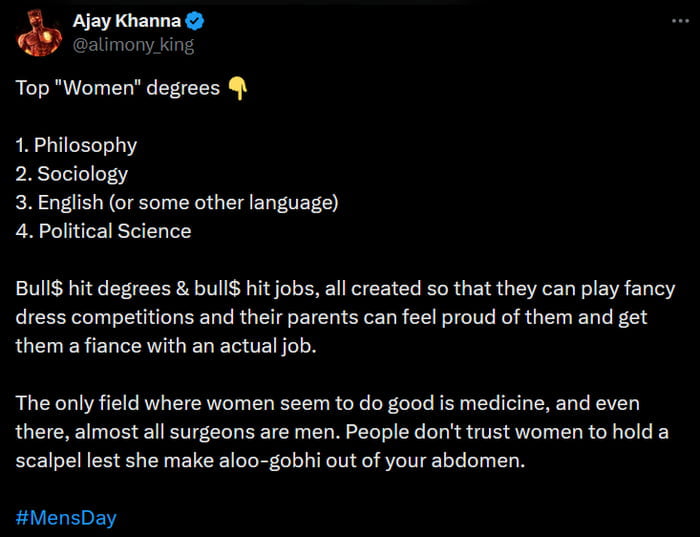 Ajay Khanna
@alimony_king
Top "Women" degrees 👇
1. Philosophy
2. Sociology
3. English (or some other language)
4. Political Science
Bull$ hit degrees & bull$ hit jobs, all created so that they can play fancy
dress competitions and their parents can feel proud of them and get
them a fiance with an actual job.
The only field where women seem to do good is medicine, and even
there, almost all surgeons are men. People don't trust women to hold a
scalpel lest she make aloo-gobhi out of your abdomen.
#MensDay